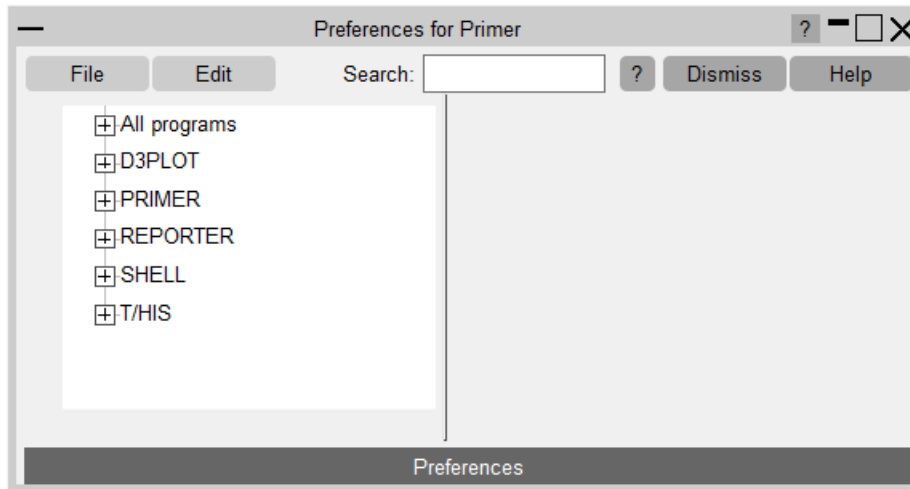 Preferences for Primer ?
File Edit Search: ? Dismiss Help
All programs
D3PLOT
PRIMER
REPORTER
SHELL
T/HIS
Preferences